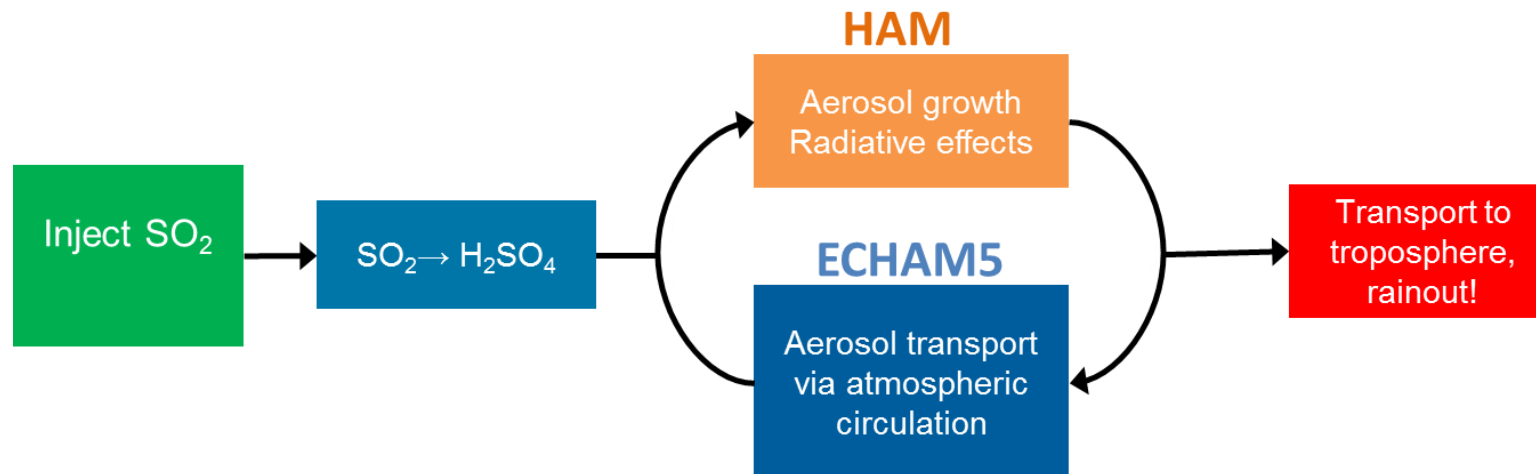 Inject SO₂
SO₂→ H₂SO₄
HAM
Aerosol growth
Radiative effects
ECHAM5
Aerosol transport
via atmospheric
circulation
Transport to
troposphere,
rainout!